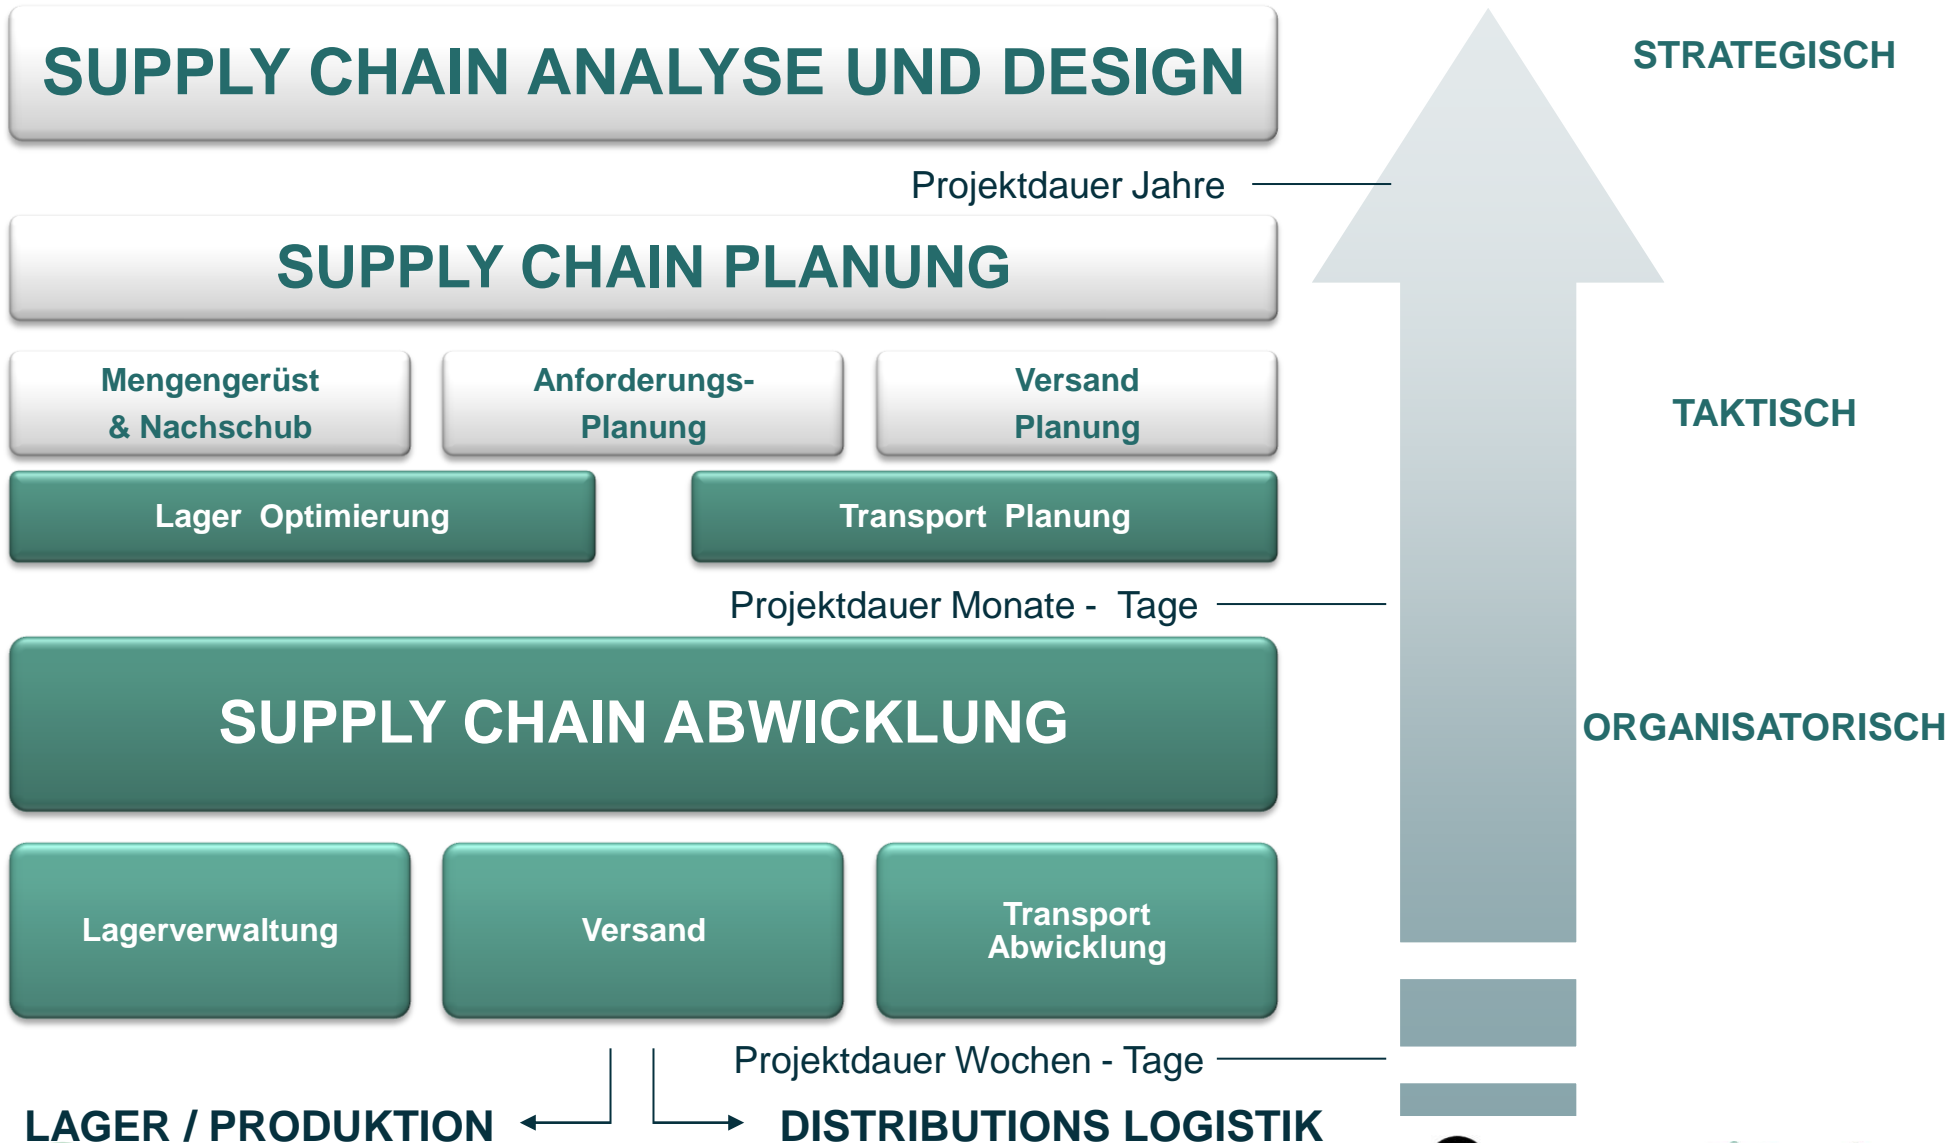 SUPPLY CHAIN ANALYSE UND DESIGN
STRATEGISCH
Projektdauer Jahre
SUPPLY CHAIN PLANUNG
Mengengerüst
& Nachschub
Anforderungs-
Planung
Versand
Planung
TAKTISCH
Lager Optimierung
Transport Planung
Projektdauer Monate - Tage
SUPPLY CHAIN ABWICKLUNG
ORGANISATORISCH
Lagerverwaltung
Versand
Transport
Abwicklung
Projektdauer Wochen - Tage
LAGER / PRODUKTION
DISTRIBUTIONS LOGISTIK